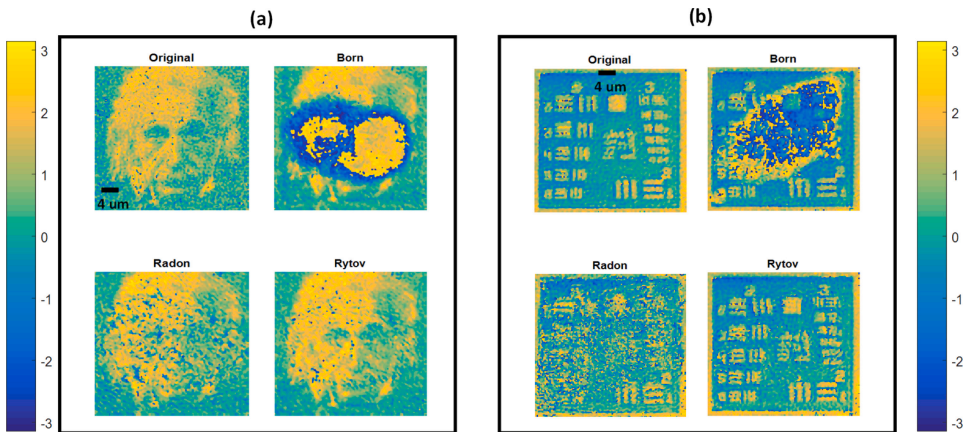 (a)
(b)
3
2
1
0
-1
-2
-3
Original
Born
4 um
Radon
Rytov
Original
Born
4 um
Radon
Rytov
3
2
1
0
-1
-2
-3